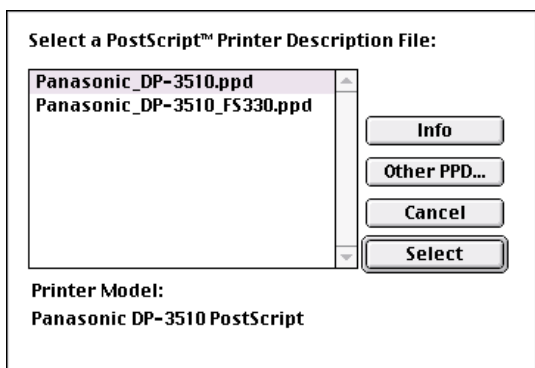 Select a PostScript™ Printer Description File:
Panasonic_DP-3510.ppd
Panasonic_DP-3510_FS330.ppd
Info
Other PPD...
Cancel
Select
Printer Model:
Panasonic DP-3510 PostScript